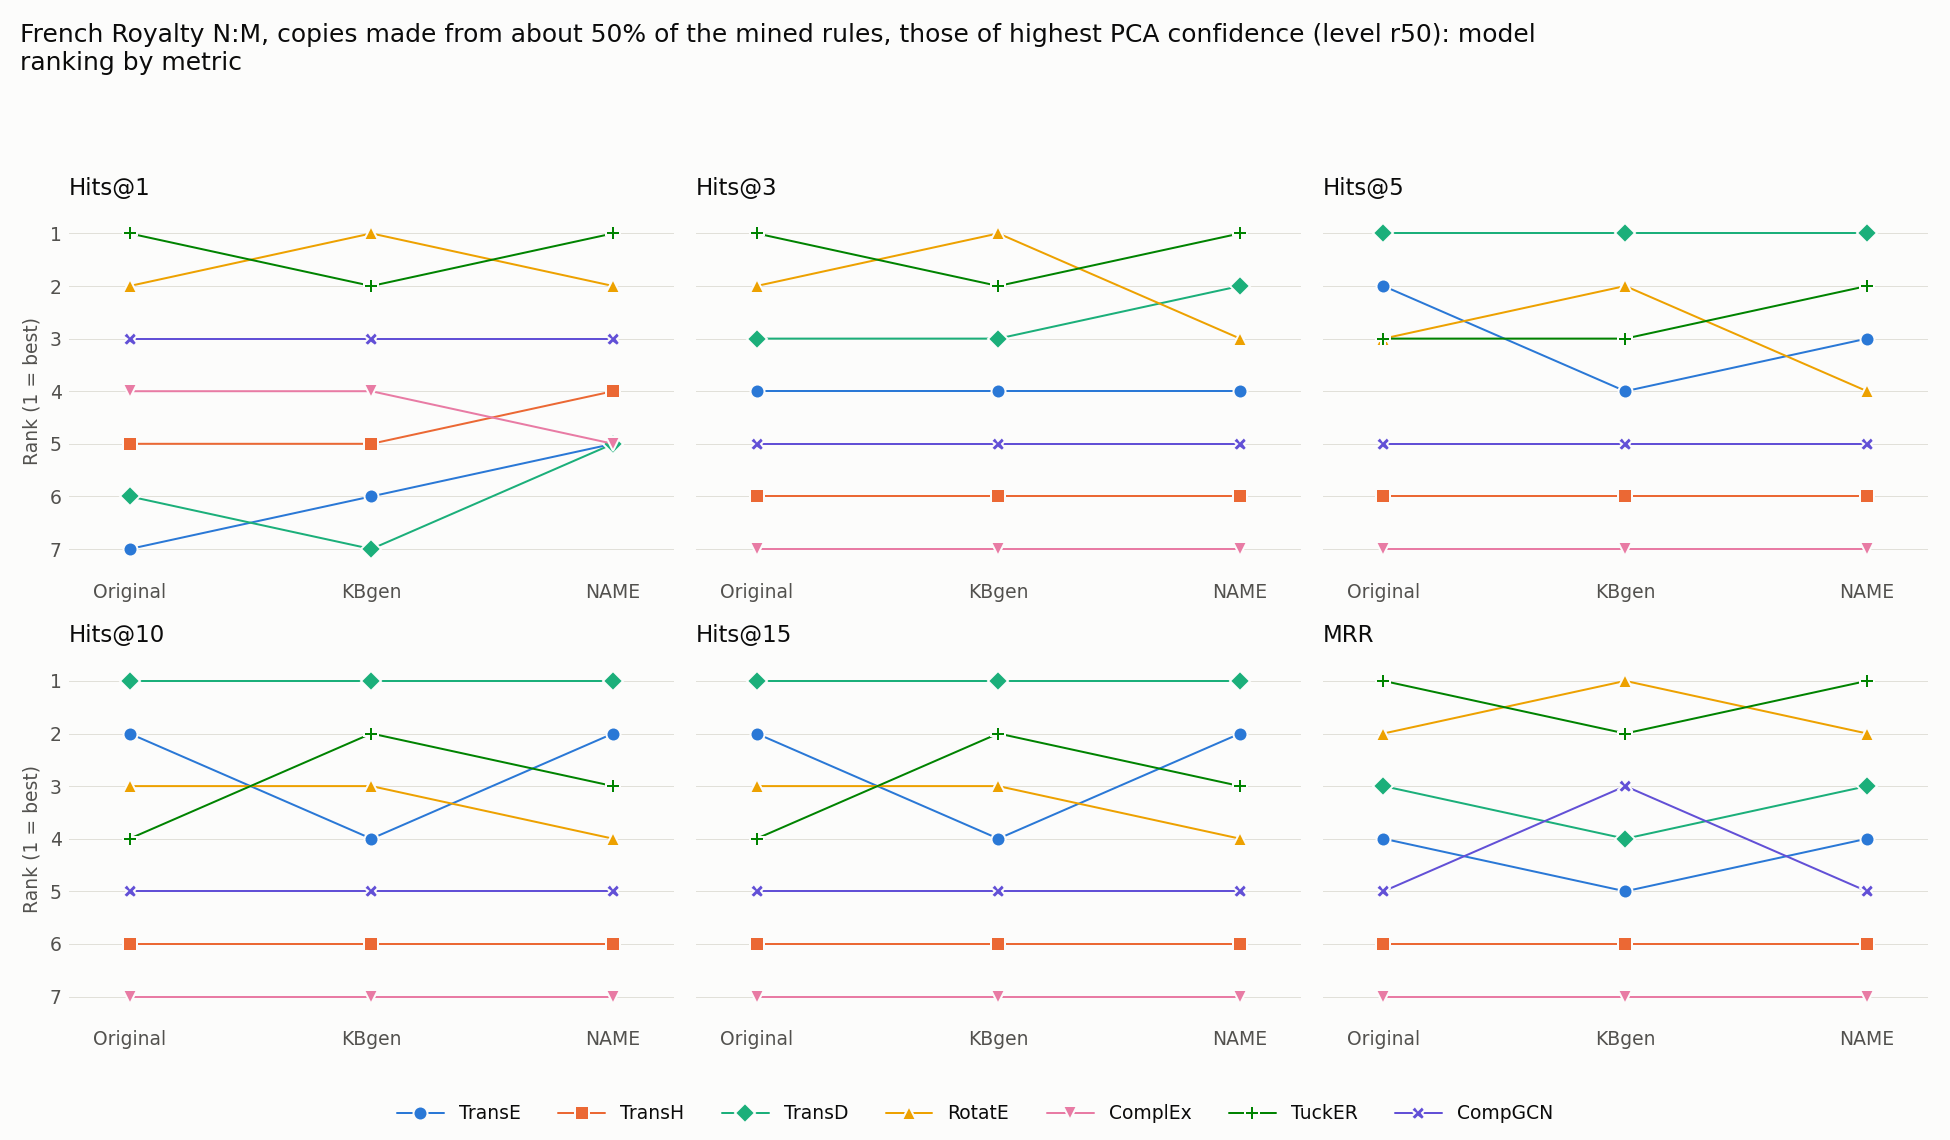 French Royalty N:M, copies made from about 50% of the mined rules, those of highest PCA confidence (level r50): model
ranking by metric
Hits@1
Hits@3
Hits@5
Rank (1 = best)
1
2
3
4
5
6
7
Original
KBgen
NAME
Original
KBgen
NAME
Original
KBgen
NAME
Hits@10
Hits@15
MRR
Rank (1 = best)
1
2
3
4
5
6
7
Original
KBgen
NAME
Original
KBgen
NAME
Original
KBgen
NAME
TransE
TransH
TransD
RotatE
ComplEx
TuckER
CompGCN